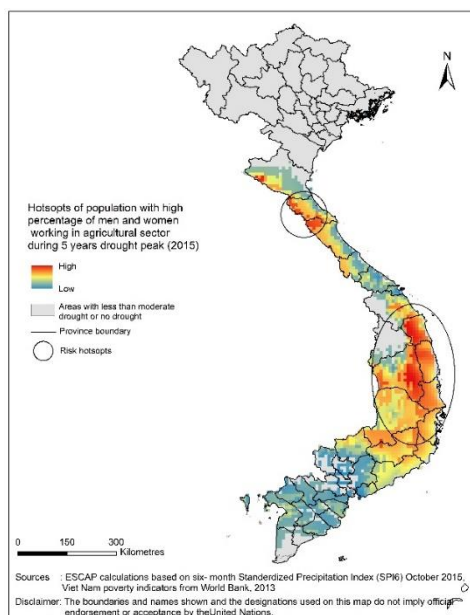 N
Hotsopts of population with high
percentage of men and women
working in agricultural sector
during 5 years drought peak (2015)
High
Low
Areas with less than moderate
drought or no drought
Province boundary
Risk hotsopts
0 150 300
Kilometres
Sources : ESCAP calculations based on six- month Standerdized Precipitation Index (SPI6) October 2015,
Viet Nam poverty indicators from World Bank, 2013
Disclaimer: The boundaries and names shown and the designations used on this map do not imply official
endorsement or acceptance by theUnited Nations.